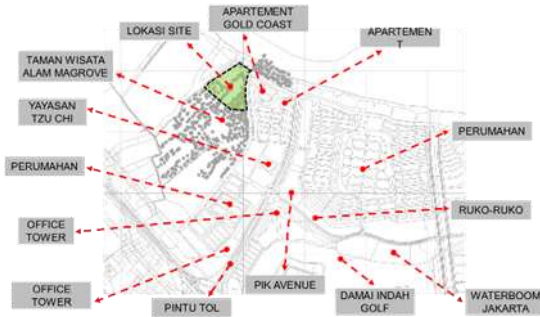 APARTEMENT
GOLD COAST
LOKASI SITE
APARTEMEN
T
TAMAN WISATA
ALAM MAGROVE
YAYASAN
TZU CHI
PERUMAHAN
PERUMAHAN
RUKO-RUKO
OFFICE
TOWER
OFFICE
TOWER
PINTU TOL
PIK AVENUE
DAMAI INDAH
GOLF
WATERBOOM
JAKARTA